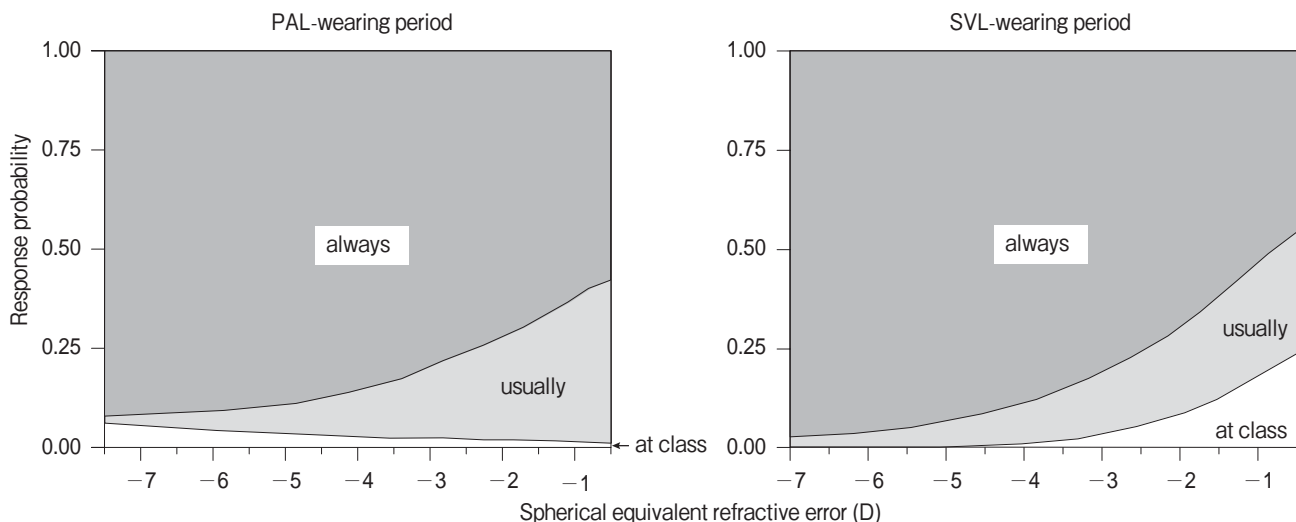 PAL-wearing period
SVL-wearing period
Response probability
1.00
0.75
0.50
0.25
0.00
always
usually
at class
−7 −6 −5 −4 −3 −2 −1
1.00
0.75
0.50
0.25
0.00
always
usually
at class
−7 −6 −5 −4 −3 −2 −1
Spherical equivalent refractive error (D)